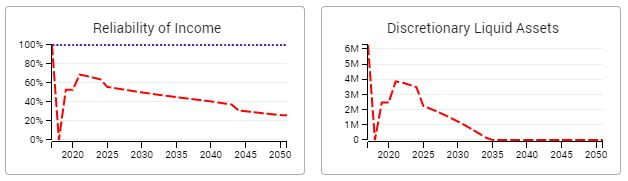 Reliability of Income
100%
80%
60%
40%
20%
0%
2020 2025 2030 2035 2040 2045 2050
Discretionary Liquid Assets
6M
5M
4M
3M
2M
1M
0
2020 2025 2030 2035 2040 2045 2050